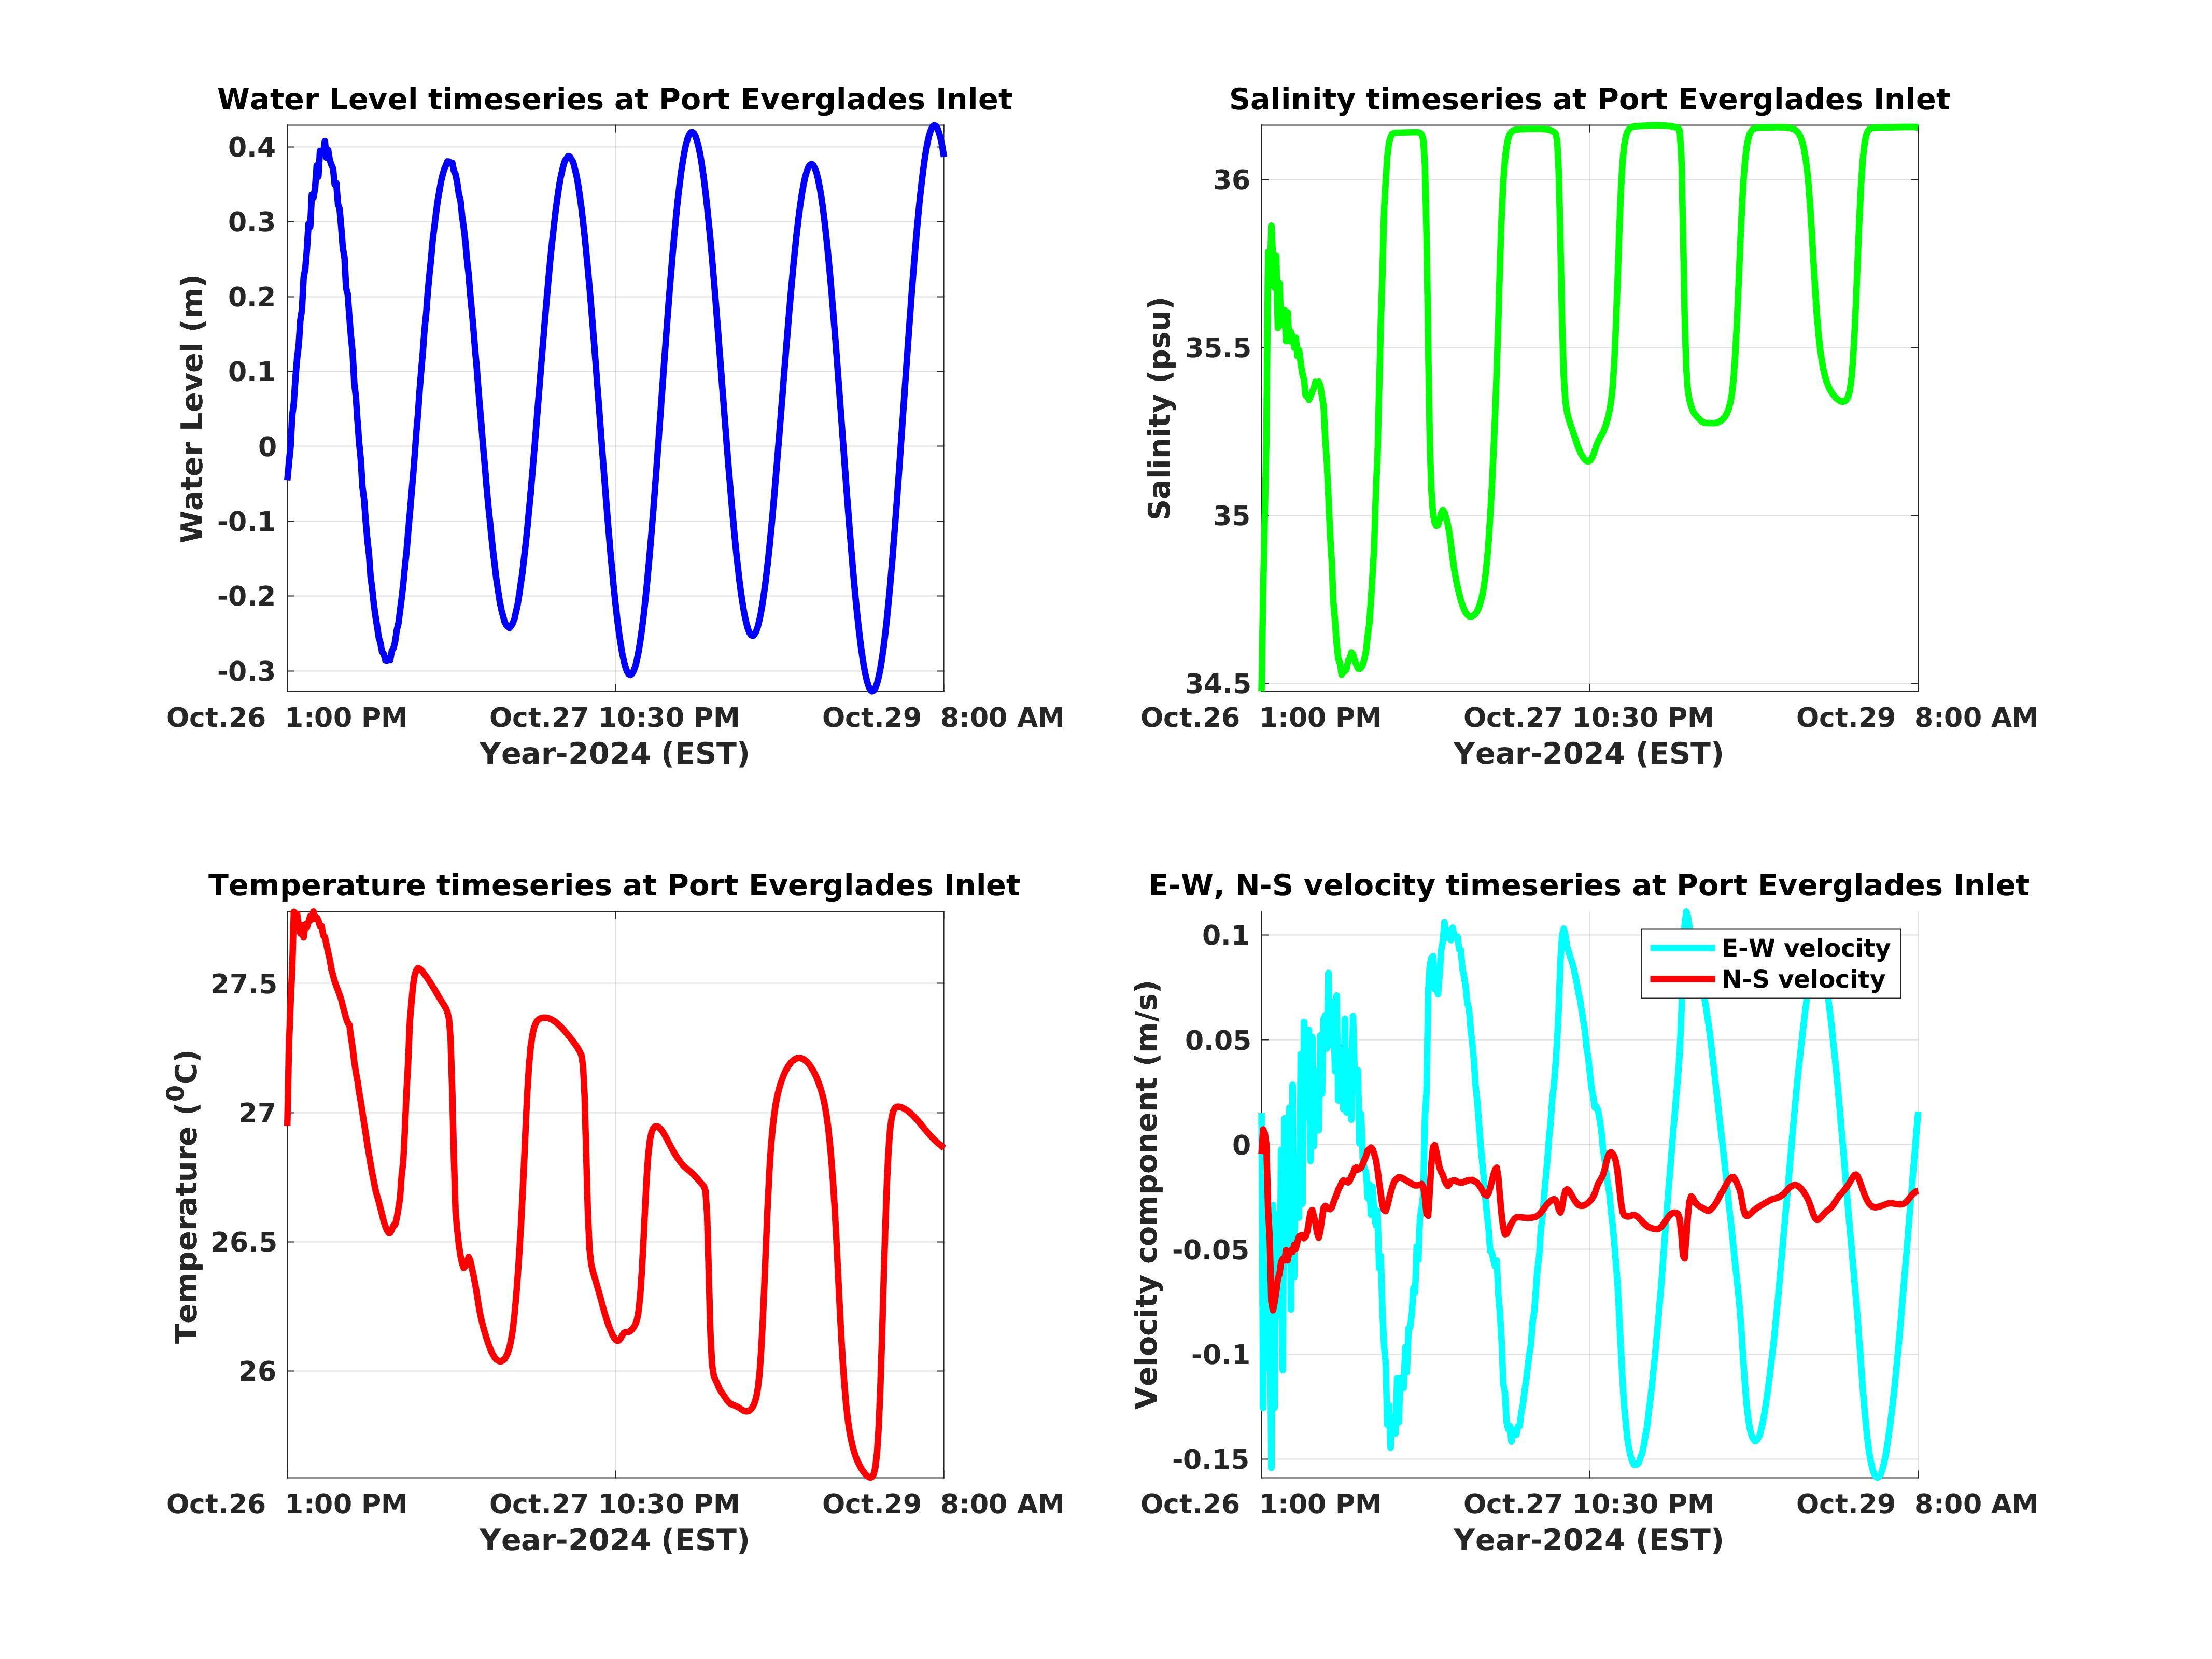 Water Level timeseries at Port Everglades Inlet
Water Level (m)
0.4
0.3
0.2
0.1
0
-0.1
-0.2
-0.3
Oct.26 1:00 PM Oct.27 10:30 PM Oct.29 8:00 AM
Year-2024 (EST)
Salinity timeseries at Port Everglades Inlet
Salinity (psu)
36
35.5
35
34.5
Oct.26 1:00 PM Oct.27 10:30 PM Oct.29 8:00 AM
Year-2024 (EST)
Temperature timeseries at Port Everglades Inlet
Temperature (⁰C)
27.5
27
26.5
26
Oct.26 1:00 PM Oct.27 10:30 PM Oct.29 8:00 AM
Year-2024 (EST)
E-W, N-S velocity timeseries at Port Everglades Inlet
Velocity component (m/s)
0.1
0.05
0
-0.05
-0.1
-0.15
E-W velocity
N-S velocity
Oct.26 1:00 PM Oct.27 10:30 PM Oct.29 8:00 AM
Year-2024 (EST)